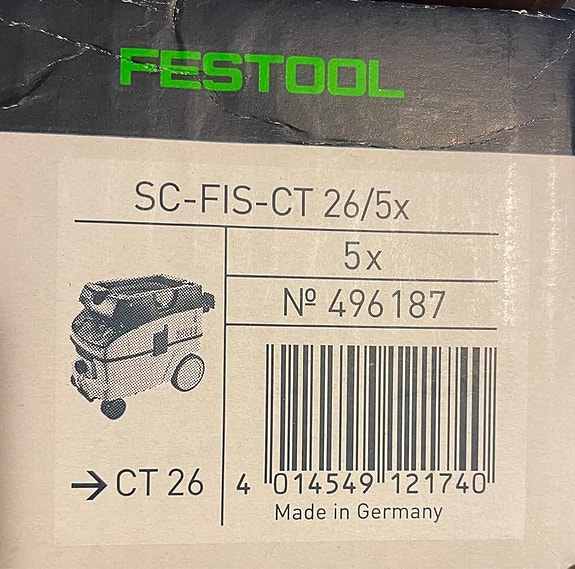 FESTOOL
SC-FIS-CT 26/5x
5x
Nº 496187
→ CT 26
4 014549 121740
Made in Germany